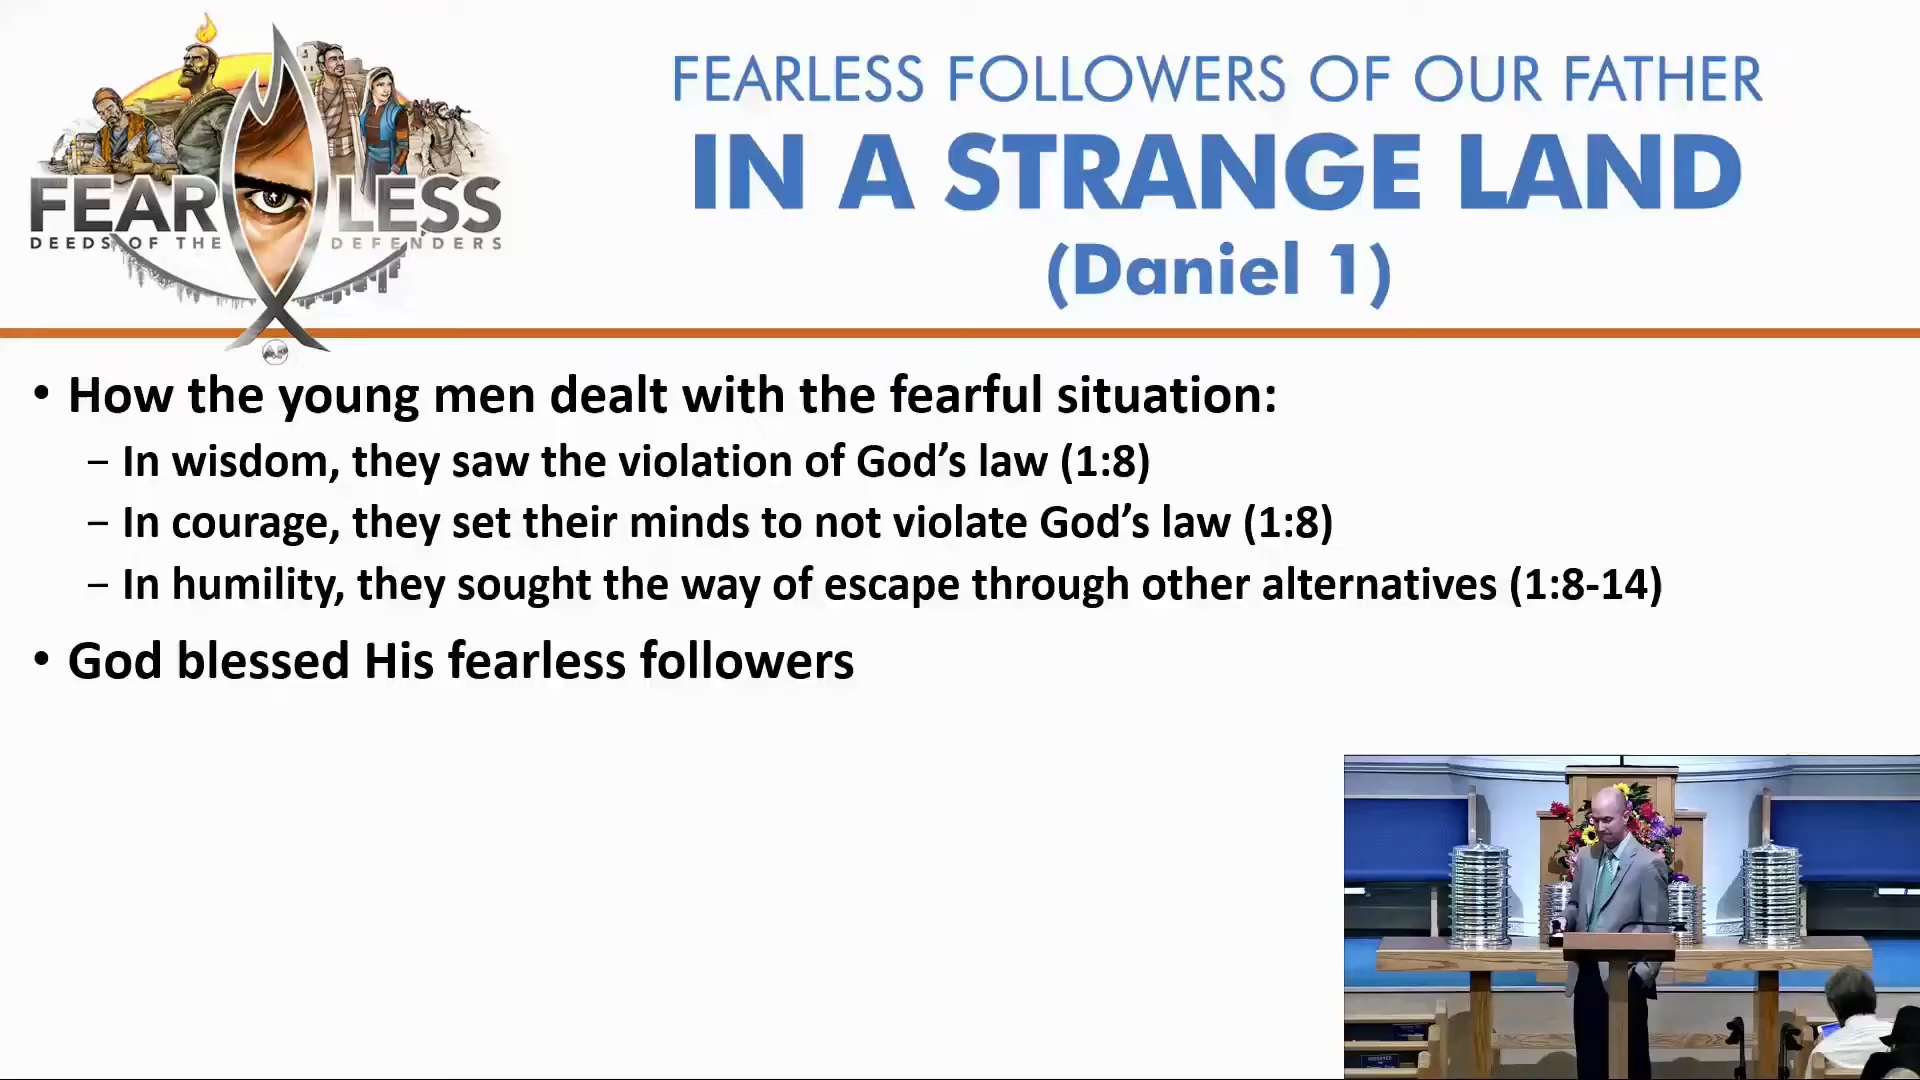 FEARLESS
DEEDS OF THE DEFENDERS
FEARLESS FOLLOWERS OF OUR FATHER
IN A STRANGE LAND
(Daniel 1)
• How the young men dealt with the fearful situation:
– In wisdom, they saw the violation of God’s law (1:8)
– In courage, they set their minds to not violate God’s law (1:8)
– In humility, they sought the way of escape through other alternatives (1:8-14)
• God blessed His fearless followers